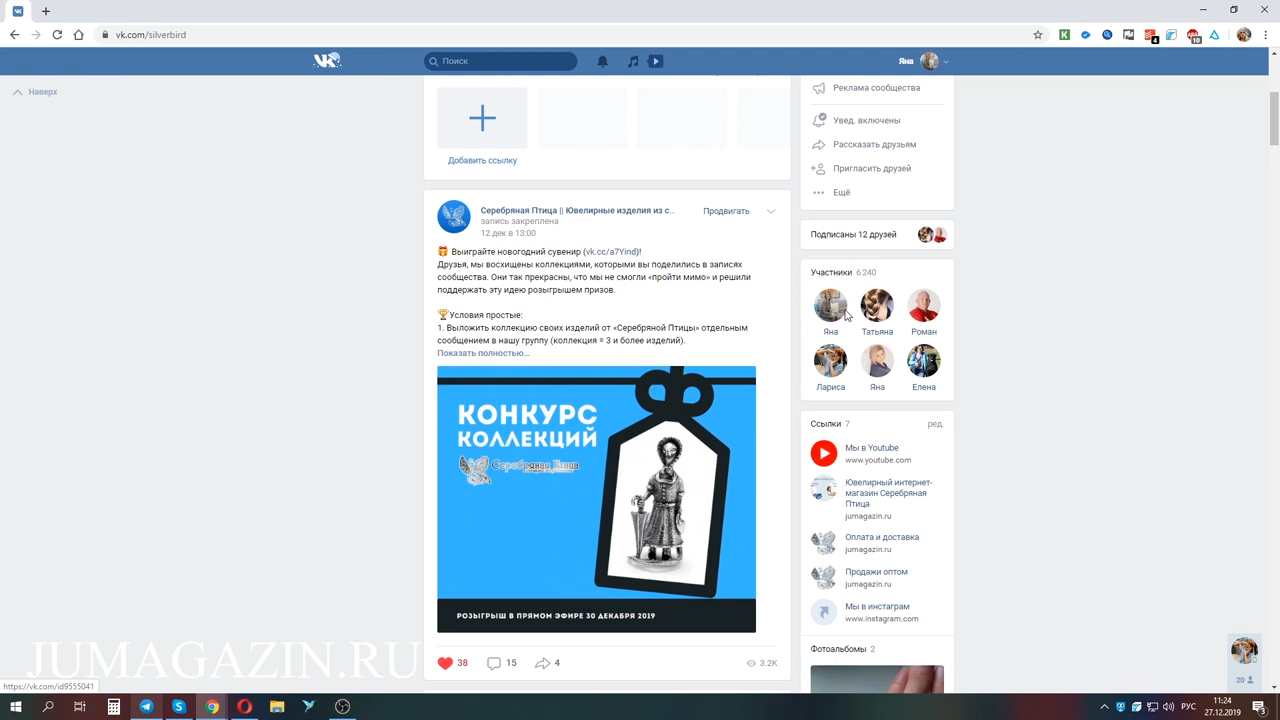 vk.com/silverbird
4
10
Поиск
Яна
Наверх
Добавить ссылку
Реклама сообщества
Увед. включены
Рассказать друзьям
Пригласить друзей
Ещё
Серебряная Птица || Ювелирные изделия из с...
Продвигать
запись закреплена
12 дек в 13:00
🎁 Выиграйте новогодний сувенир (vk.cc/a7Yind)!
Друзья, мы восхищены коллекциями, которыми вы поделились в записях
сообщества. Они так прекрасны, что мы не смогли «пройти мимо» и решили
поддержать эту идею розыгрышем призов.
🏆Условия простые:
1. Выложить коллекцию своих изделий от «Серебряной Птицы» отдельным
сообщением в нашу группу (коллекция = 3 и более изделий).
Показать полностью...
КОНКУРС
КОЛЛЕКЦИЙ
Серебряная Птица
РОЗЫГРЫШ В ПРЯМОМ ЭФИРЕ 30 ДЕКАБРЯ 2019
38
15
4
3.2K
Подписаны 12 друзей
Участники 6 240
Яна
Татьяна
Роман
Лариса
Яна
Елена
Ссылки 7
ред.
Мы в Youtube
www.youtube.com
Ювелирный интернет-
магазин Серебряная
Птица
jumagazin.ru
Оплата и доставка
jumagazin.ru
Продажи оптом
jumagazin.ru
Мы в инстаграм
www.instagram.com
Фотоальбомы 2
20
JUMAGAZIN.RU
https://vk.com/id9555041
РУС
11:24
27.12.2019
3